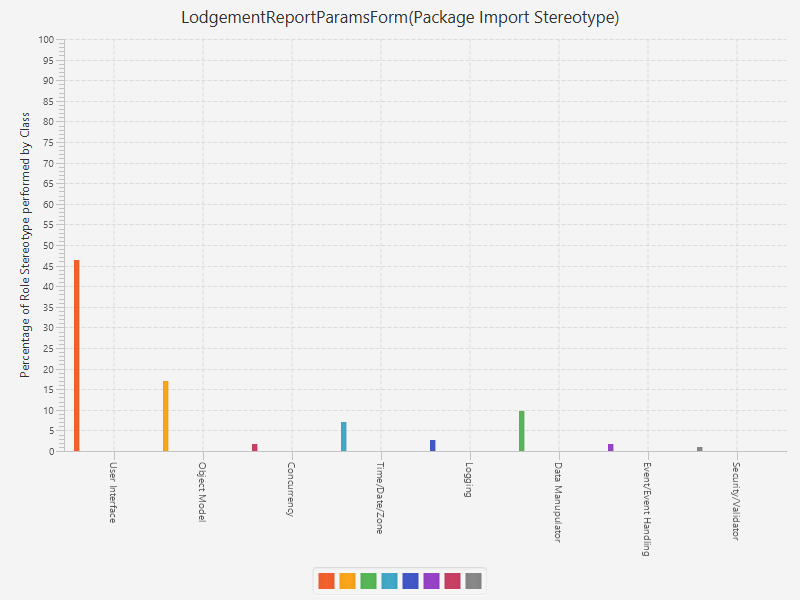 LodgementReportParamsForm(Package Import Stereotype)
Percentage of Role Stereotype performed by Class
100
95
90
85
80
75
70
65
60
55
50
45
40
35
30
25
20
15
10
5
0
User Interface
Object Model
Concurrency
Time/Date/Zone
Logging
Data Manupulator
Event/Event Handling
Security/Validator